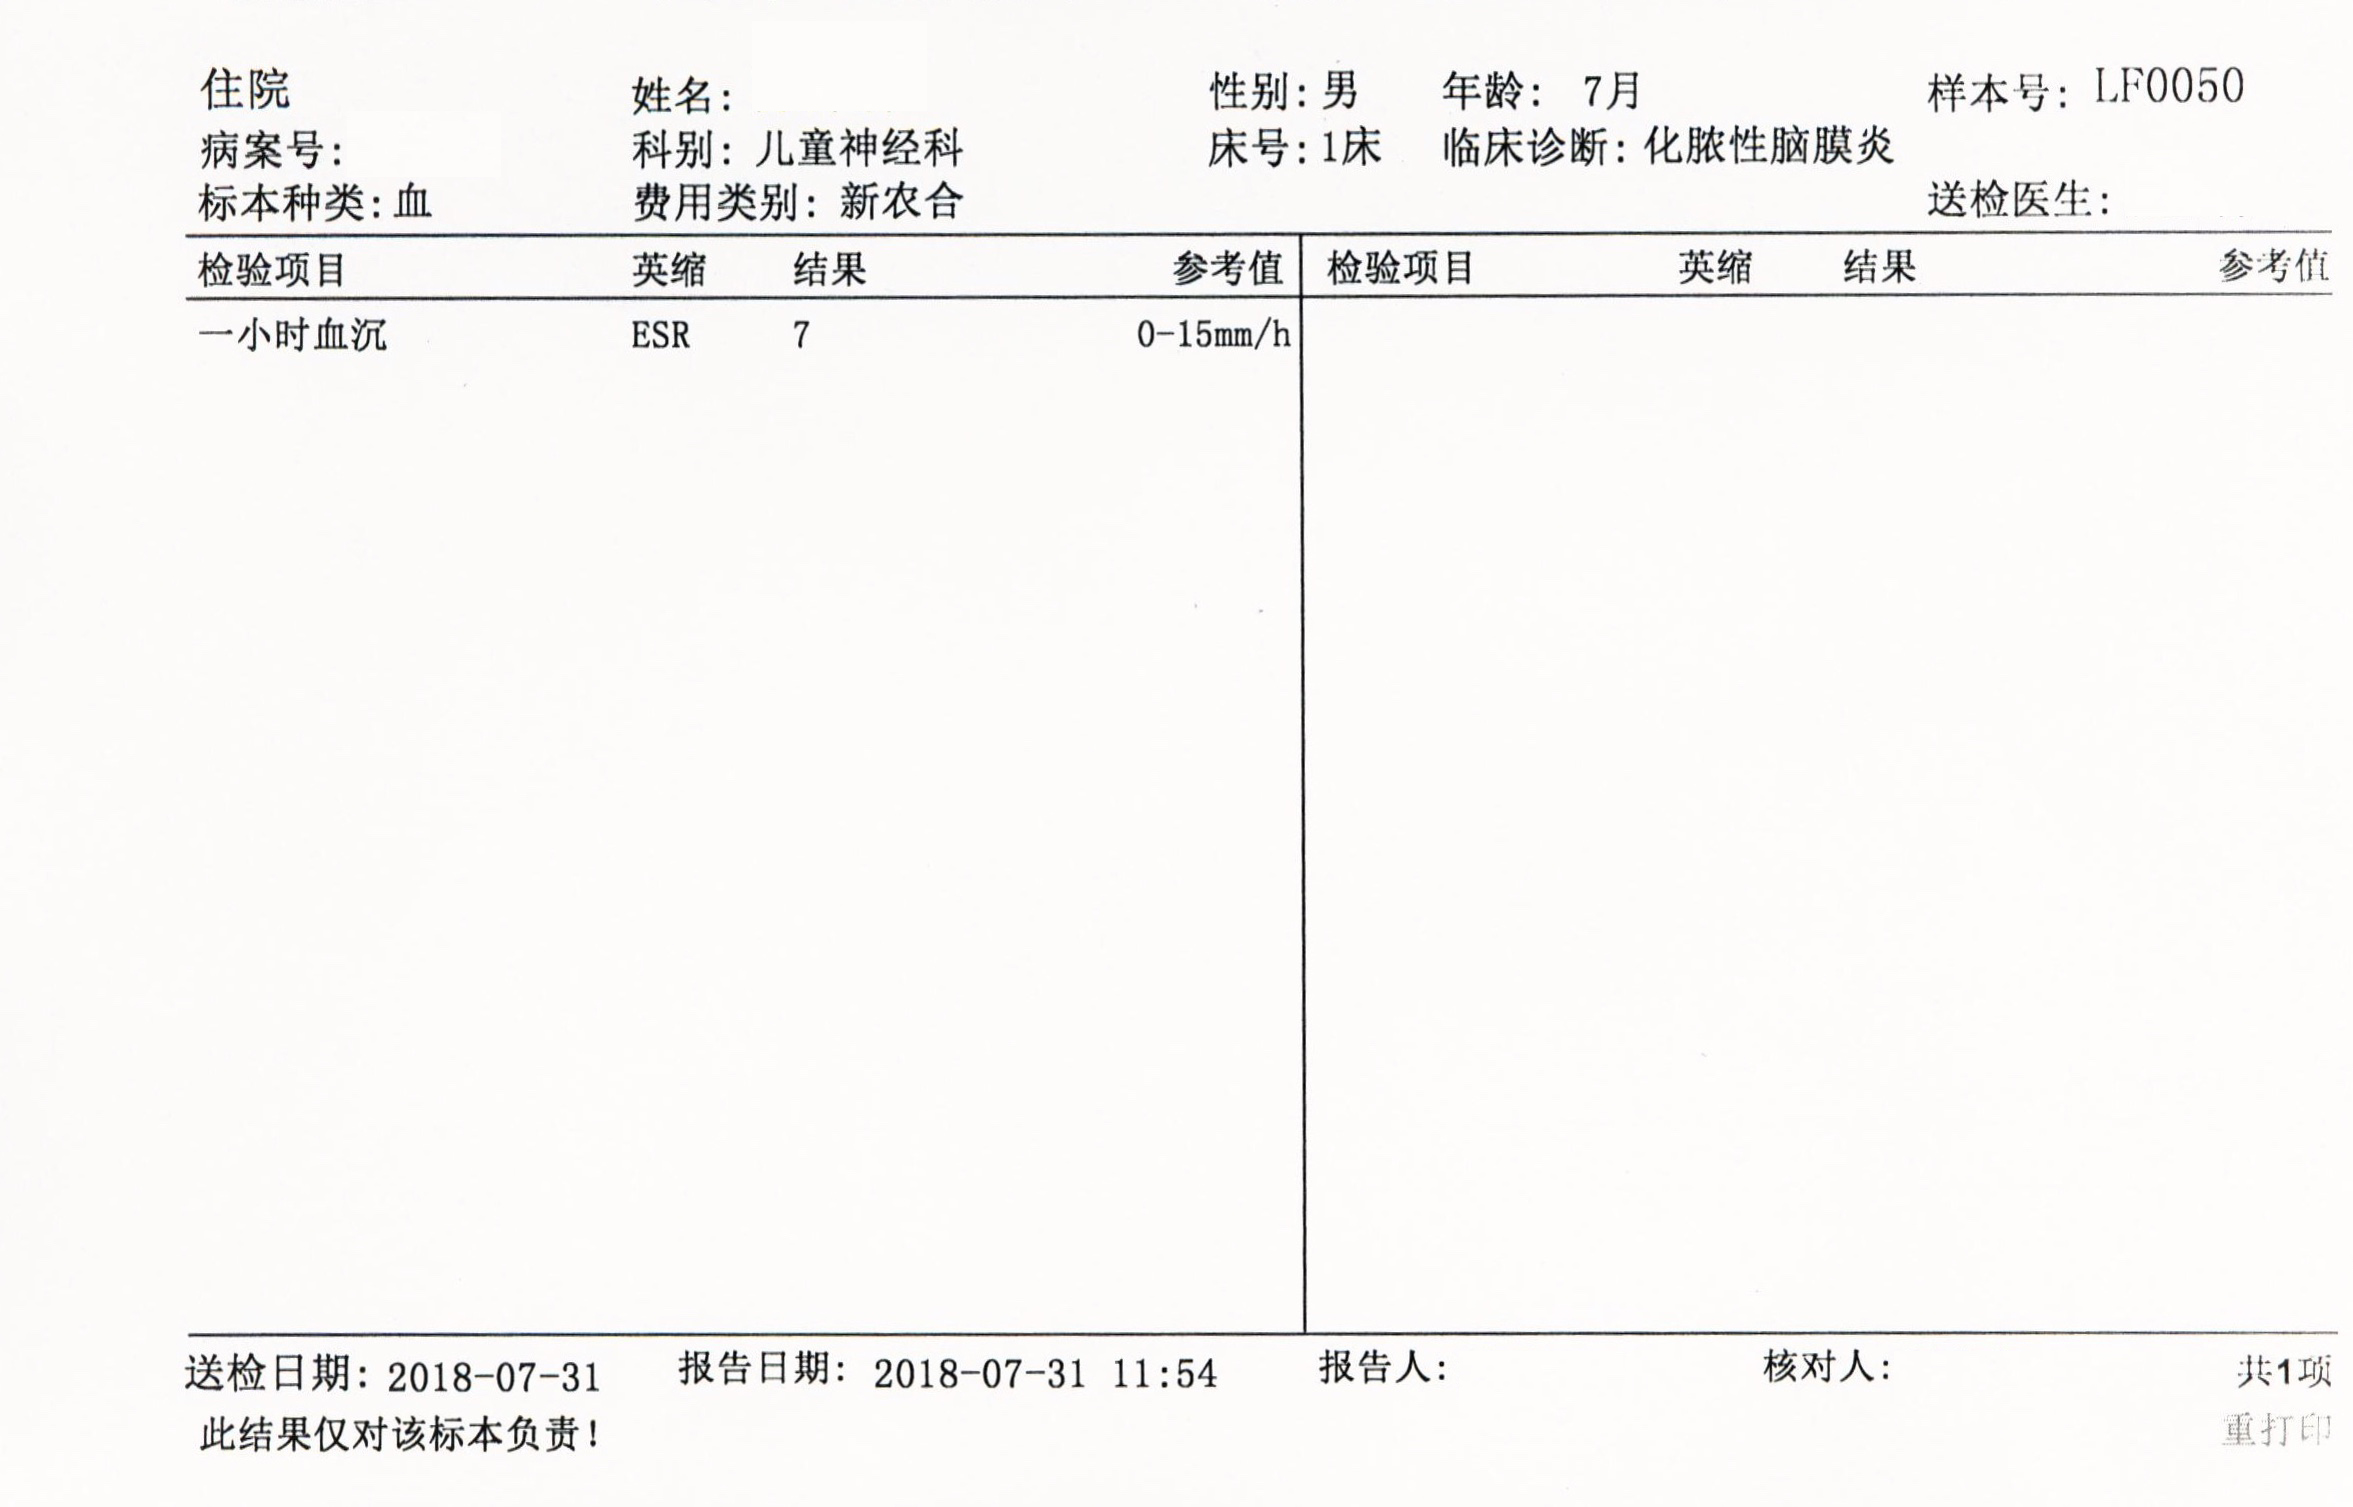 住院 姓名: 性别:男 年龄: 7月 样本号: LF0050
病案号: 科别: 儿童神经科 床号:1床 临床诊断: 化脓性脑膜炎
标本种类:血 费用类别: 新农合 送检医生:
检验项目 英缩 结果 参考值 检验项目 英缩 结果 参考值
一小时血沉 ESR 7 0-15mm/h
送检日期: 2018-07-31 报告日期: 2018-07-31 11:54 报告人: 核对人: 共1项
此结果仅对该标本负责! 重打印